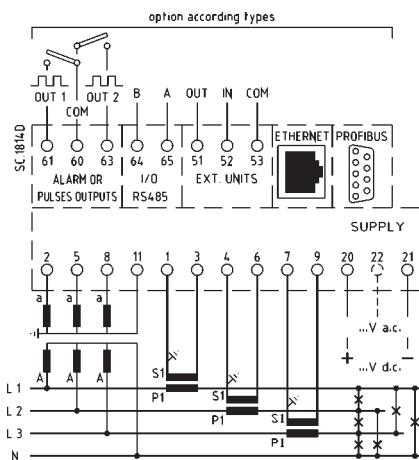 option according types
OUT 1 OUT 2 B A OUT IN COM
COM
SC.1814D
ETHERNET PROFIBUS
61 60 63 64 65 51 52 53
ALARM OR PULSES OUTPUTS
I/O RS485
EXT. UNITS
SUPPLY
2 5 8 11 1 3 4 6 7 9 20 22 21
a a a
...V a.c.
+ ...V d.c. −
A A A
S1 S1 S1
L 1 P1
L 2 P1
L 3 P1
N